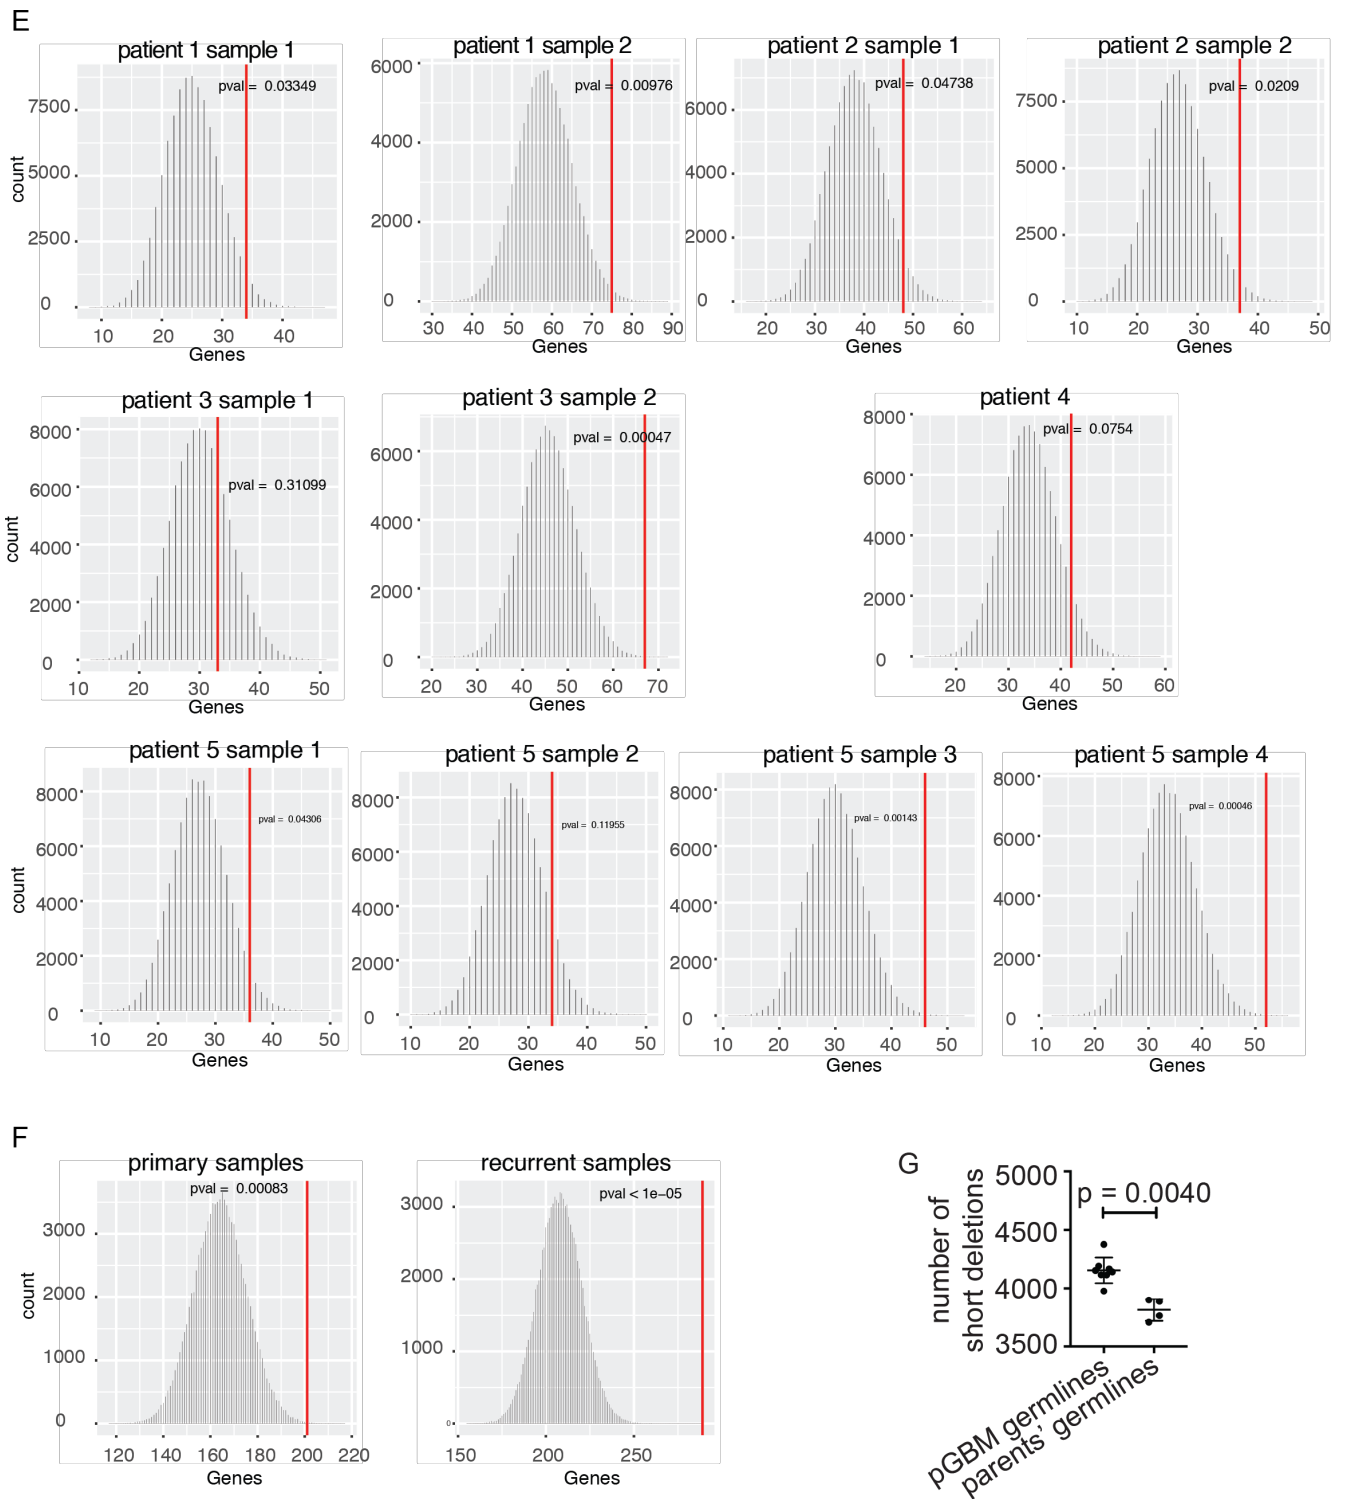 E
patient 1 sample 1
pval = 0.03349
count
7500
5000
2500
0
10 20 30 40
Genes
patient 1 sample 2
pval = 0.00976
6000
4000
2000
0
30 40 50 60 70 80 90
Genes
patient 2 sample 1
pval = 0.04738
6000
4000
2000
0
20 30 40 50 60
Genes
patient 2 sample 2
pval = 0.0209
7500
5000
2500
0
10 20 30 40 50
Genes
patient 3 sample 1
pval = 0.31099
count
8000
6000
4000
2000
0
10 20 30 40 50
Genes
patient 3 sample 2
pval = 0.00047
6000
4000
2000
0
20 30 40 50 60 70
Genes
patient 4
pval = 0.0754
8000
6000
4000
2000
0
20 30 40 50 60
Genes
patient 5 sample 1
pval = 0.04306
count
8000
6000
4000
2000
0
10 20 30 40 50
Genes
patient 5 sample 2
pval = 0.11955
8000
6000
4000
2000
0
10 20 30 40 50
Genes
patient 5 sample 3
pval = 0.00143
8000
6000
4000
2000
0
10 20 30 40 50
Genes
patient 5 sample 4
pval = 0.00046
8000
6000
4000
2000
0
10 20 30 40 50
Genes
F
primary samples
pval = 0.00083
count
3000
2000
1000
0
120 140 160 180 200 220
Genes
recurrent samples
pval < 1e−05
3000
2000
1000
0
150 200 250
Genes
G
number of
short deletions
5000
4500
4000
3500
p = 0.0040
pGBM germlines
parents' germlines